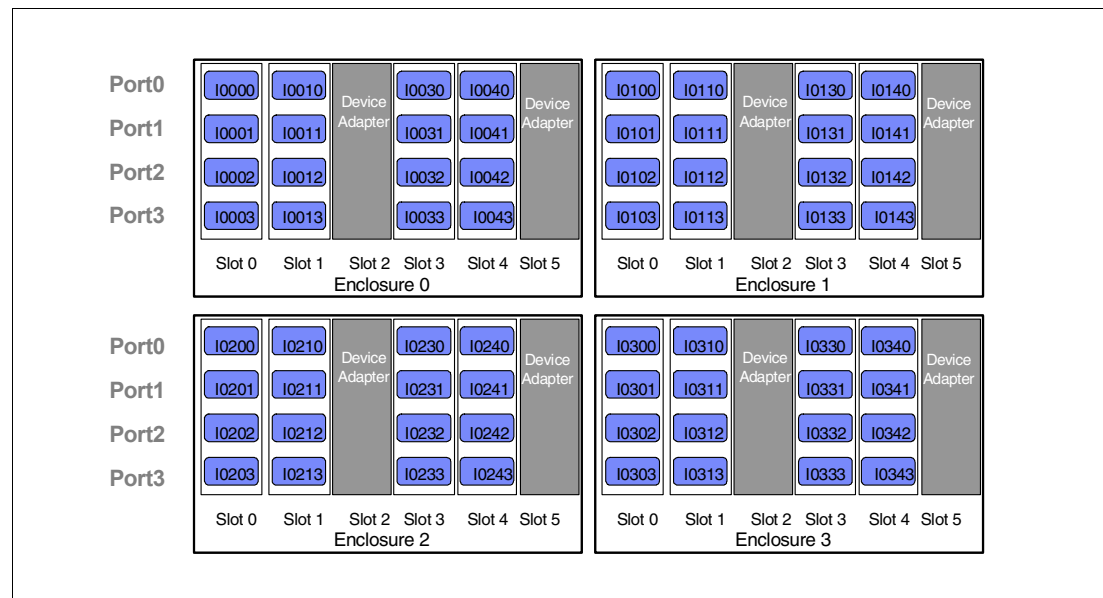 Port0 I0000 I0010 Device Adapter I0030 I0040 Device Adapter I0100 I0110 Device Adapter I0130 I0140 Device Adapter
Port1 I0001 I0011 I0031 I0041 I0101 I0111 I0131 I0141
Port2 I0002 I0012 I0032 I0042 I0102 I0112 I0132 I0142
Port3 I0003 I0013 I0033 I0043 I0103 I0113 I0133 I0143
Slot 0 Slot 1 Slot 2 Slot 3 Slot 4 Slot 5 Slot 0 Slot 1 Slot 2 Slot 3 Slot 4 Slot 5
Enclosure 0 Enclosure 1
Port0 I0200 I0210 Device Adapter I0230 I0240 Device Adapter I0300 I0310 Device Adapter I0330 I0340 Device Adapter
Port1 I0201 I0211 I0231 I0241 I0301 I0311 I0331 I0341
Port2 I0202 I0212 I0232 I0242 I0302 I0312 I0332 I0342
Port3 I0203 I0213 I0233 I0243 I0303 I0313 I0333 I0343
Slot 0 Slot 1 Slot 2 Slot 3 Slot 4 Slot 5 Slot 0 Slot 1 Slot 2 Slot 3 Slot 4 Slot 5
Enclosure 2 Enclosure 3